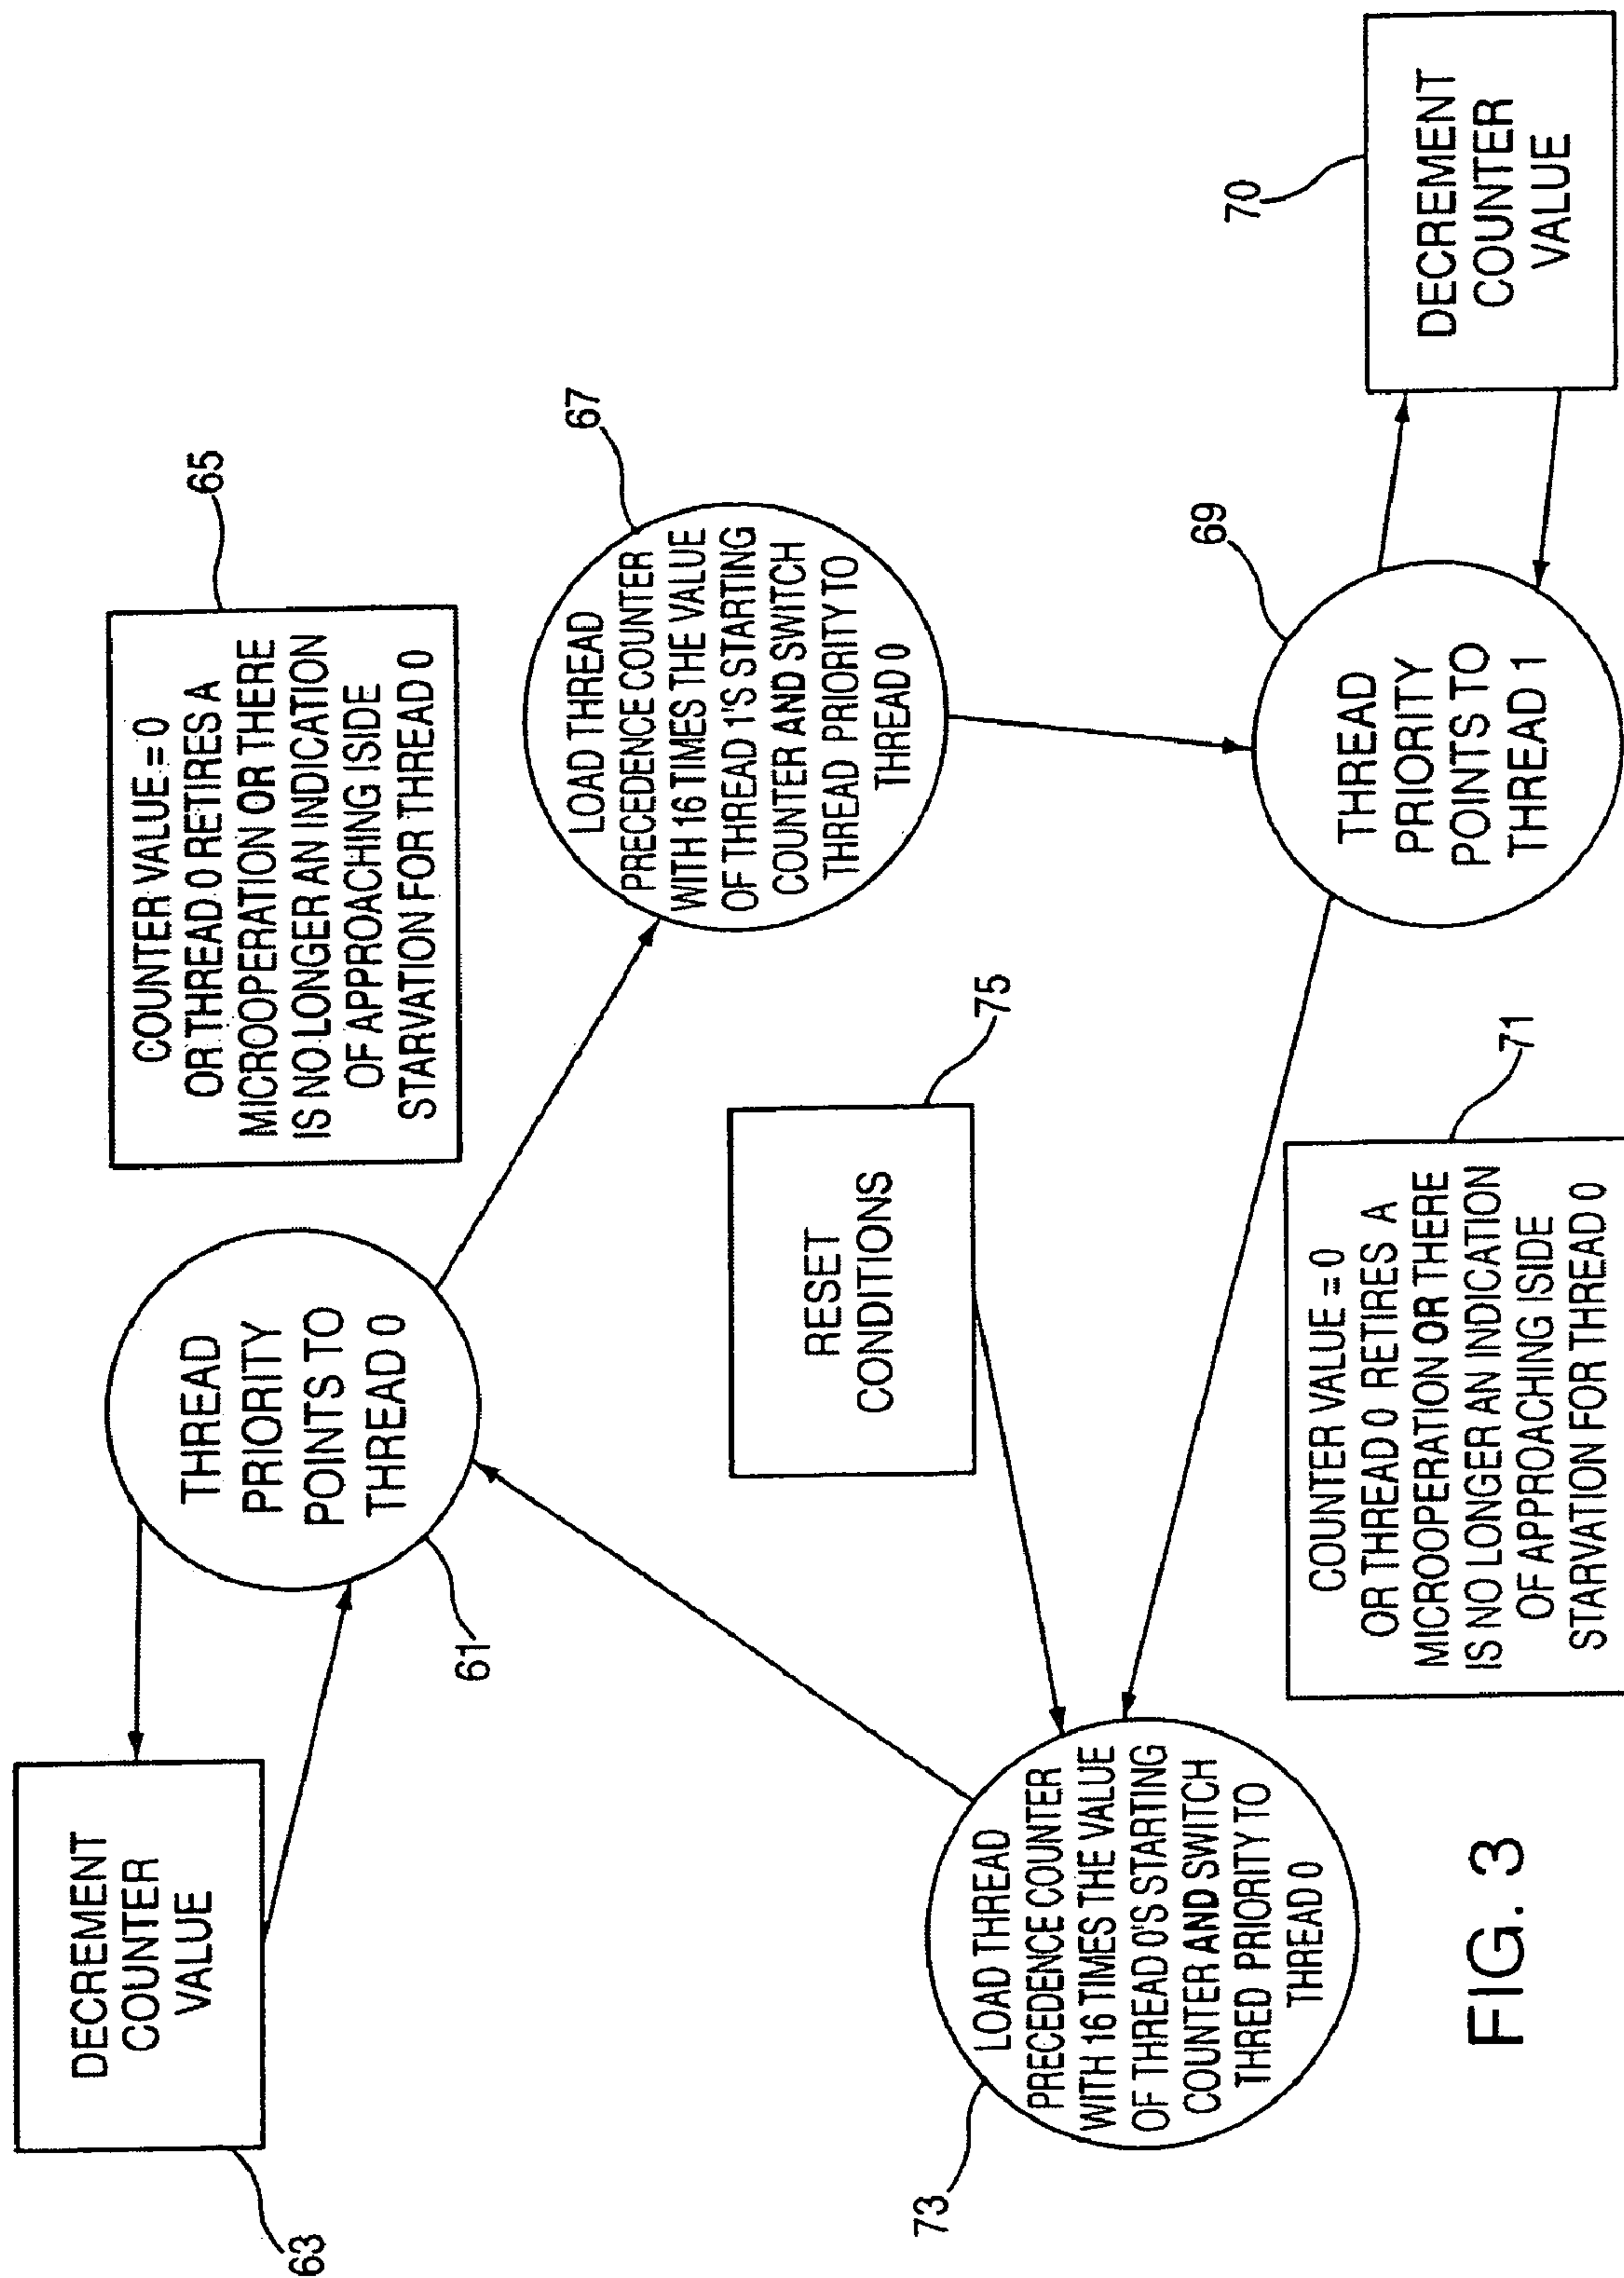 DECREMENT
COUNTER
VALUE
63
THREAD
PRIORITY
POINTS TO
THREAD 0
61
COUNTER VALUE = 0
OR THREAD 0 RETIRES A
MICROOPERATION OR THERE
IS NO LONGER AN INDICATION
OF APPROACHING ISIDE
STARVATION FOR THREAD 0
65
LOAD THREAD
PRECEDENCE COUNTER
WITH 16 TIMES THE VALUE
OF THREAD 1'S STARTING
COUNTER AND SWITCH
THREAD PRIORITY TO
THREAD 0
67
RESET
CONDITIONS
75
LOAD THREAD
PRECEDENCE COUNTER
WITH 16 TIMES THE VALUE
OF THREAD 0'S STARTING
COUNTER AND SWITCH
THRED PRIORITY TO
THREAD 0
73
COUNTER VALUE = 0
OR THREAD 0 RETIRES A
MICROOPERATION OR THERE
IS NO LONGER AN INDICATION
OF APPROACHING ISIDE
STARVATION FOR THREAD 0
71
THREAD
PRIORITY
POINTS TO
THREAD 1
69
DECREMENT
COUNTER
VALUE
70
FIG. 3